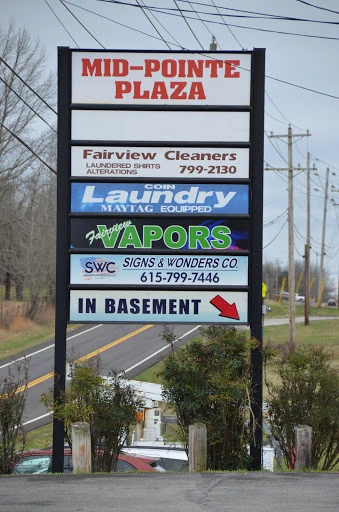 MID-POINTE
PLAZA
Fairview Cleaners
LAUNDERED SHIRTS
ALTERATIONS
799-2130
COIN
Laundry
MAYTAG EQUIPPED
Fairview
VAPORS
SWC
SIGNS & WONDERS CO.
615-799-7446
IN BASEMENT